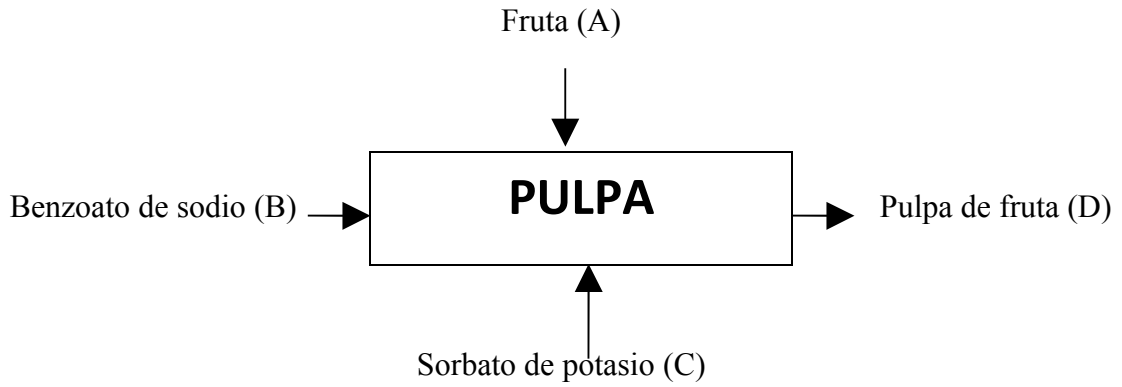 Fruta (A)
PULPA
Benzoato de sodio (B)
Pulpa de fruta (D)
Sorbato de potasio (C)